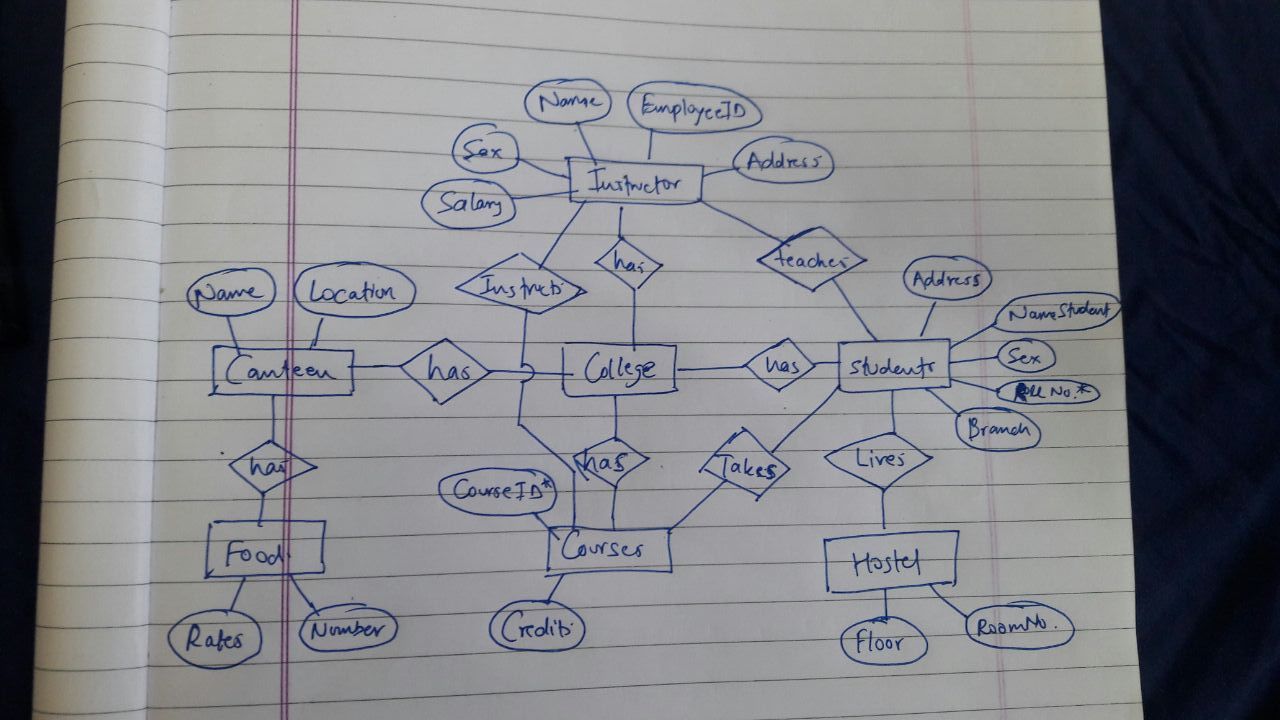 Name
EmployeeID
Sex
Address
Salary
Instructor
teaches
has
Instructs
Address
Name
Location
NameStudent
Canteen
has
College
has
Students
Sex
Roll No.*
Branch
has
has
Takes
Lives
CourseID*
Food
Courses
Hostel
Rates
Number
Credits
Floor
RoomNo.